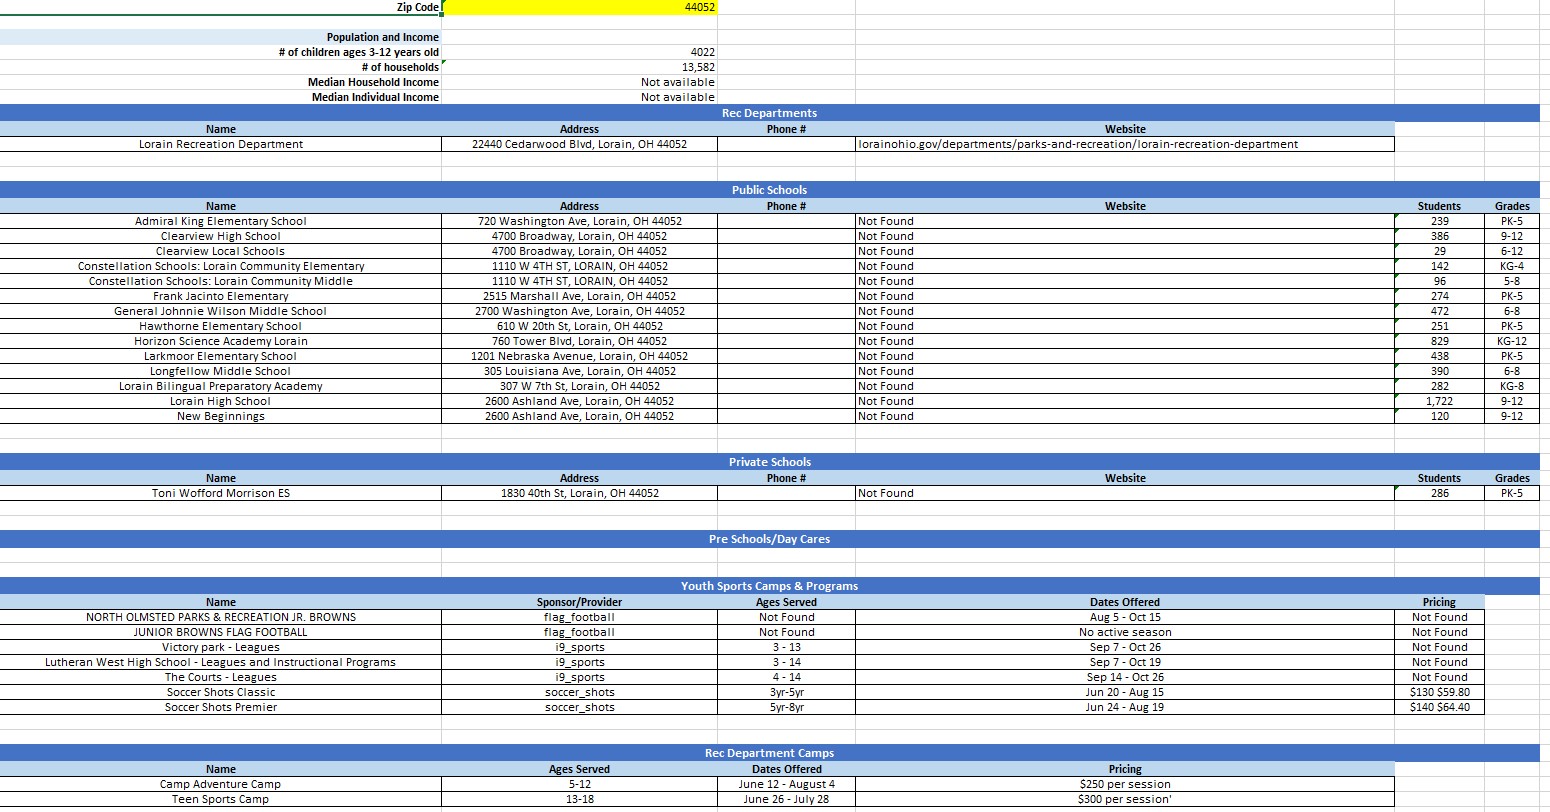 Zip Code 44052
Population and Income
# of children ages 3-12 years old 4022
# of households 13,582
Median Household Income Not available
Median Individual Income Not available
Rec Departments
Name Address Phone # Website
Lorain Recreation Department 22440 Cedarwood Blvd, Lorain, OH 44052 lorainohio.gov/departments/parks-and-recreation/lorain-recreation-department
Public Schools
Name Address Phone # Website Students Grades
Admiral King Elementary School 720 Washington Ave, Lorain, OH 44052 Not Found 239 PK-5
Clearview High School 4700 Broadway, Lorain, OH 44052 Not Found 386 9-12
Clearview Local Schools 4700 Broadway, Lorain, OH 44052 Not Found 29 6-12
Constellation Schools: Lorain Community Elementary 1110 W 4TH ST, LORAIN, OH 44052 Not Found 142 KG-4
Constellation Schools: Lorain Community Middle 1110 W 4TH ST, LORAIN, OH 44052 Not Found 96 5-8
Frank Jacinto Elementary 2515 Marshall Ave, Lorain, OH 44052 Not Found 274 PK-5
General Johnnie Wilson Middle School 2700 Washington Ave, Lorain, OH 44052 Not Found 472 6-8
Hawthorne Elementary School 610 W 20th St, Lorain, OH 44052 Not Found 251 PK-5
Horizon Science Academy Lorain 760 Tower Blvd, Lorain, OH 44052 Not Found 829 KG-12
Larkmoor Elementary School 1201 Nebraska Avenue, Lorain, OH 44052 Not Found 438 PK-5
Longfellow Middle School 305 Louisiana Ave, Lorain, OH 44052 Not Found 390 6-8
Lorain Bilingual Preparatory Academy 307 W 7th St, Lorain, OH 44052 Not Found 282 KG-8
Lorain High School 2600 Ashland Ave, Lorain, OH 44052 Not Found 1,722 9-12
New Beginnings 2600 Ashland Ave, Lorain, OH 44052 Not Found 120 9-12
Private Schools
Name Address Phone # Website Students Grades
Toni Wofford Morrison ES 1830 40th St, Lorain, OH 44052 Not Found 286 PK-5
Pre Schools/Day Cares
Youth Sports Camps & Programs
Name Sponsor/Provider Ages Served Dates Offered Pricing
NORTH OLMSTED PARKS & RECREATION JR. BROWNS flag_football Not Found Aug 5 - Oct 15 Not Found
JUNIOR BROWNS FLAG FOOTBALL flag_football Not Found No active season Not Found
Victory park - Leagues i9_sports 3 - 13 Sep 7 - Oct 26 Not Found
Lutheran West High School - Leagues and Instructional Programs i9_sports 3 - 14 Sep 7 - Oct 19 Not Found
The Courts - Leagues i9_sports 4 - 14 Sep 14 - Oct 26 Not Found
Soccer Shots Classic soccer_shots 3yr-5yr Jun 20 - Aug 15 $130 $59.80
Soccer Shots Premier soccer_shots 5yr-8yr Jun 24 - Aug 19 $140 $64.40
Rec Department Camps
Name Ages Served Dates Offered Pricing
Camp Adventure Camp 5-12 June 12 - August 4 $250 per session
Teen Sports Camp 13-18 June 26 - July 28 $300 per session'